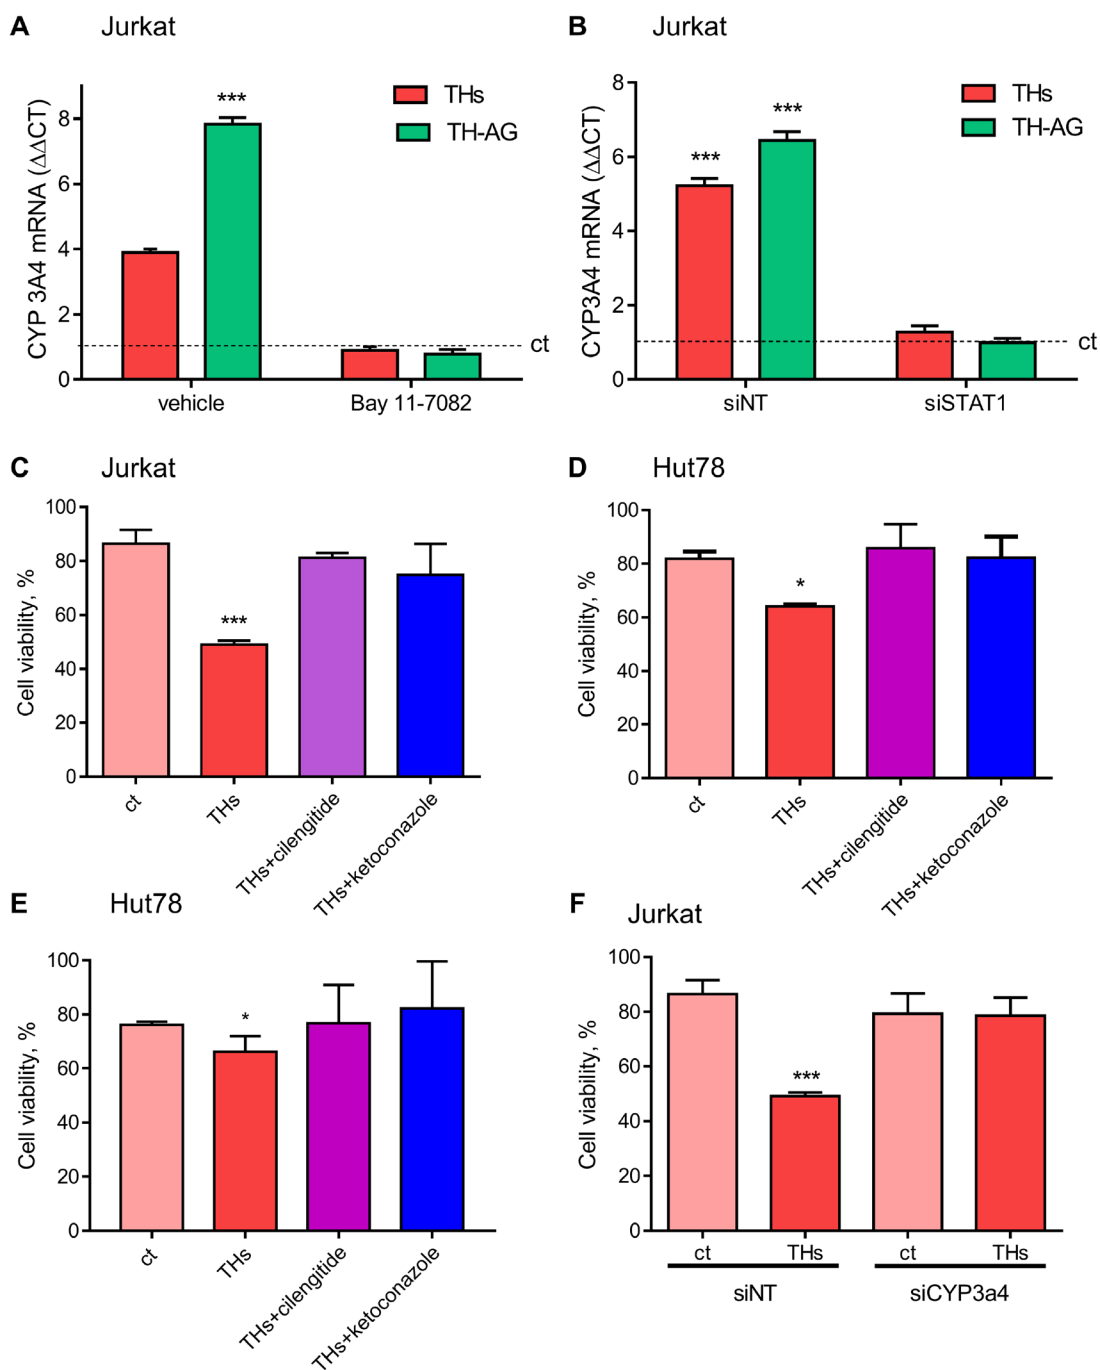 A Jurkat
CYP 3A4 mRNA (ΔΔCT)
8
6
4
2
0
***
THs
TH-AG
ct
vehicle
Bay 11-7082
B Jurkat
CYP3A4 mRNA (ΔΔCT)
8
6
4
2
0
***
***
THs
TH-AG
ct
siNT
siSTAT1
C Jurkat
Cell viability, %
100
80
60
40
20
0
***
ct
THs
THs+cilengitide
THs+ketoconazole
D Hut78
Cell viability, %
100
80
60
40
20
0
*
ct
THs
THs+cilengitide
THs+ketoconazole
E Hut78
Cell viability, %
100
80
60
40
20
0
*
ct
THs
THs+cilengitide
THs+ketoconazole
F Jurkat
Cell viability, %
100
80
60
40
20
0
***
ct THs ct THs
siNT siCYP3a4